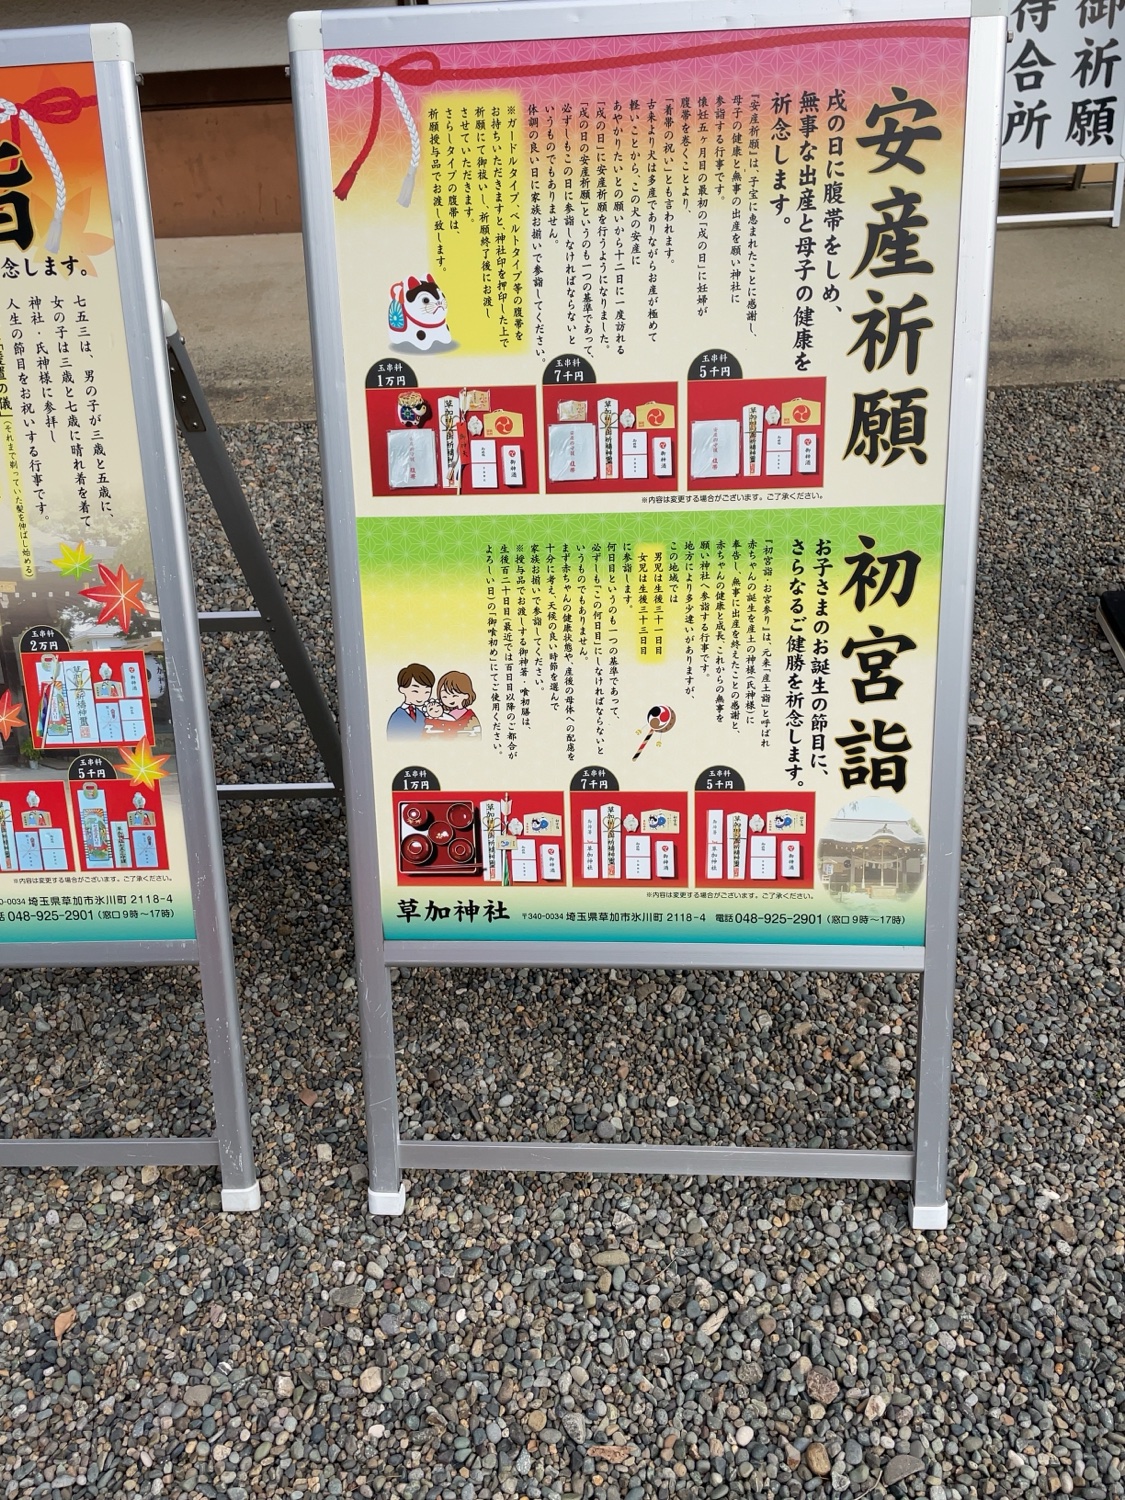 御祈願
待合所
安産祈願
戌の日に腹帯をしめ、
無事な出産と母子の健康を
祈念します。
『安産祈願』は、子宝に恵まれたことに感謝し、
母子の健康と無事の出産を願い神社に
参詣する行事です。
懐妊五ヶ月目の最初の「戌の日」に妊婦が
腹帯を巻くことより、
「着帯の祝い」とも言われます。
古来より犬は多産でありながらお産が極めて
軽いことから、この犬の安産に
あやかりたいとの願いから十二日に一度訪れる
「戌の日」に安産祈願を行うようになりました。
「戌の日の安産祈願」というのも一つの基準であって、
必ずしもこの日に参詣しなければならないと
いうものでもありません。
体調の良い日に家族お揃いで参詣してください。
※ガードルタイプ、ベルトタイプ等の腹帯を
お持ちいただきますと、神社印を押印した上で
祈願にて御祓いし、祈願終了後にお渡し
させていただきます。
さらしタイプの腹帯は、
祈願授与品でお渡し致します。
玉串料
1万円
玉串料
7千円
玉串料
5千円
※内容は変更する場合がございます。ご了承ください。
初宮詣
お子さまのお誕生の節目に、
さらなるご健勝を祈念します。
『初宮詣・お宮参り』は、元来「産土詣」と呼ばれ
赤ちゃんの誕生を産土の神様(氏神様)に
奉告し、無事に出産を終えたことの感謝と、
赤ちゃんの健康と成長、これからの無事を
願い神社へ参詣する行事です。
地方により多少違いがありますが、
この地域では
男児は生後三十一日目
女児は生後三十三日目
に参詣します。
何日目というのも一つの基準であって、
必ずしも「この何日目」にしなければならないと
いうものでもありません。
まず赤ちゃんの健康状態や、産後の母体への配慮を
十分に考え、天候の良い時節を選んで
家族お揃いで参詣してください。
※授与品でお渡しする御神箸・喰初膳は、
生後百二十日目(最近では百日目以降のご都合が
よろしい日)の「御喰初め」にてご使用ください。
玉串料
1万円
玉串料
7千円
玉串料
5千円
※内容は変更する場合がございます。ご了承ください。
草加神社 〒340-0034 埼玉県草加市氷川町 2118-4 電話 048-925-2901(窓口9時〜17時)
詣
念します。
七五三は、男の子が三歳と五歳に、
女の子は三歳と七歳に晴れ着を着て
神社・氏神様に参拝し
人生の節目をお祝いする行事です。
置の儀」(それまで剃っていた髪を伸ばし始める)
玉串料
2万円
玉串料
5千円
※内容は変更する場合がございます。ご了承ください。
0-0034 埼玉県草加市氷川町 2118-4
話 048-925-2901(窓口9時〜17時)